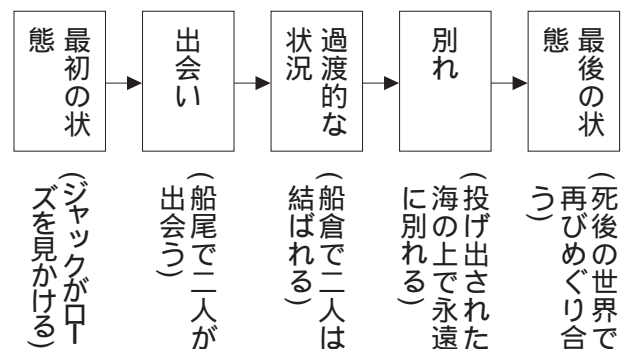 最初の状
態
出会い
過渡的な
状況
別れ
最後の状
態
（ジャックがロー
ズを見かける）
（船尾で二人が
出会う）
（船倉で二人は
結ばれる）
（投げ出された
海の上で永遠
に別れる）
（死後の世界で
再びめぐり合
う）